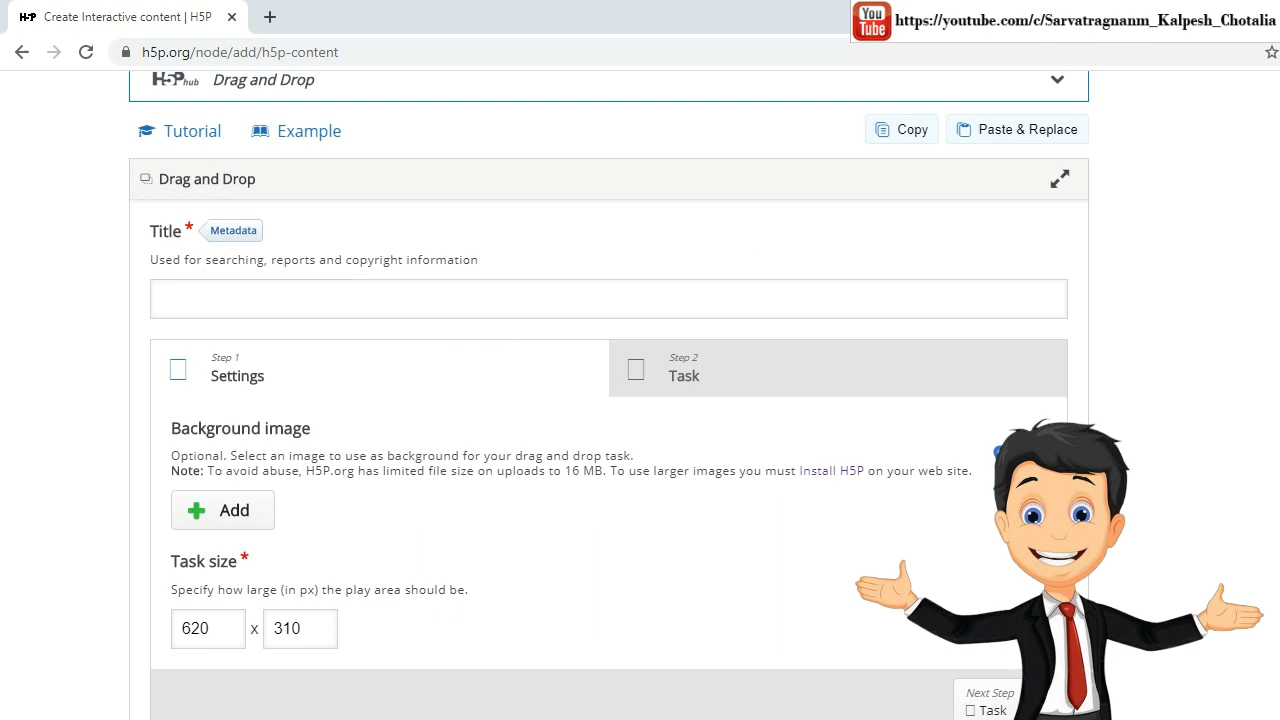 H-P Create Interactive content | H5P
You Tube https://youtube.com/c/Sarvatragnanm_Kalpesh_Chotalia
h5p.org/node/add/h5p-content
H5P hub Drag and Drop
Tutorial Example Copy Paste & Replace
Drag and Drop
Title * Metadata
Used for searching, reports and copyright information
Step 1 Step 2
Settings Task
Background image
Optional. Select an image to use as background for your drag and drop task.
Note: To avoid abuse, H5P.org has limited file size on uploads to 16 MB. To use larger images you must Install H5P on your web site.
Add
Task size *
Specify how large (in px) the play area should be.
620 x 310
Next Step
Task